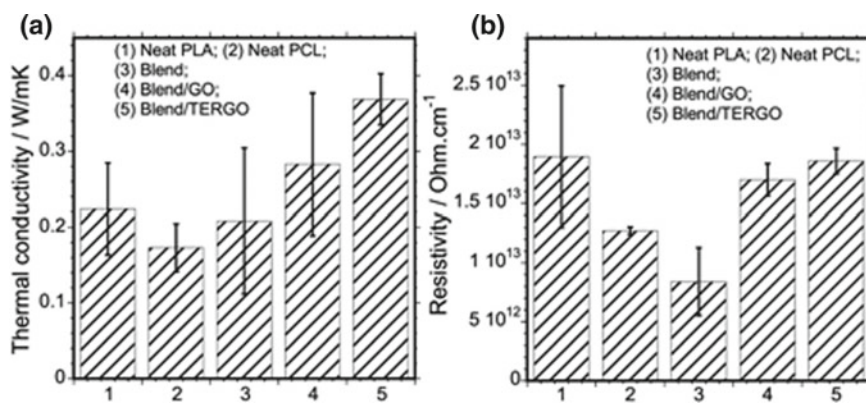 (a)
(1) Neat PLA; (2) Neat PCL;
(3) Blend;
(4) Blend/GO;
(5) Blend/TERGO
Thermal conductivity / W/mK
0.4
0.3
0.2
0.1
0
1 2 3 4 5
(b)
(1) Neat PLA; (2) Neat PCL;
(3) Blend;
(4) Blend/GO;
(5) Blend/TERGO
Resistivity / Ohm.cm⁻¹
2.5 10¹³
2 10¹³
1.5 10¹³
1 10¹³
5 10¹²
0
1 2 3 4 5